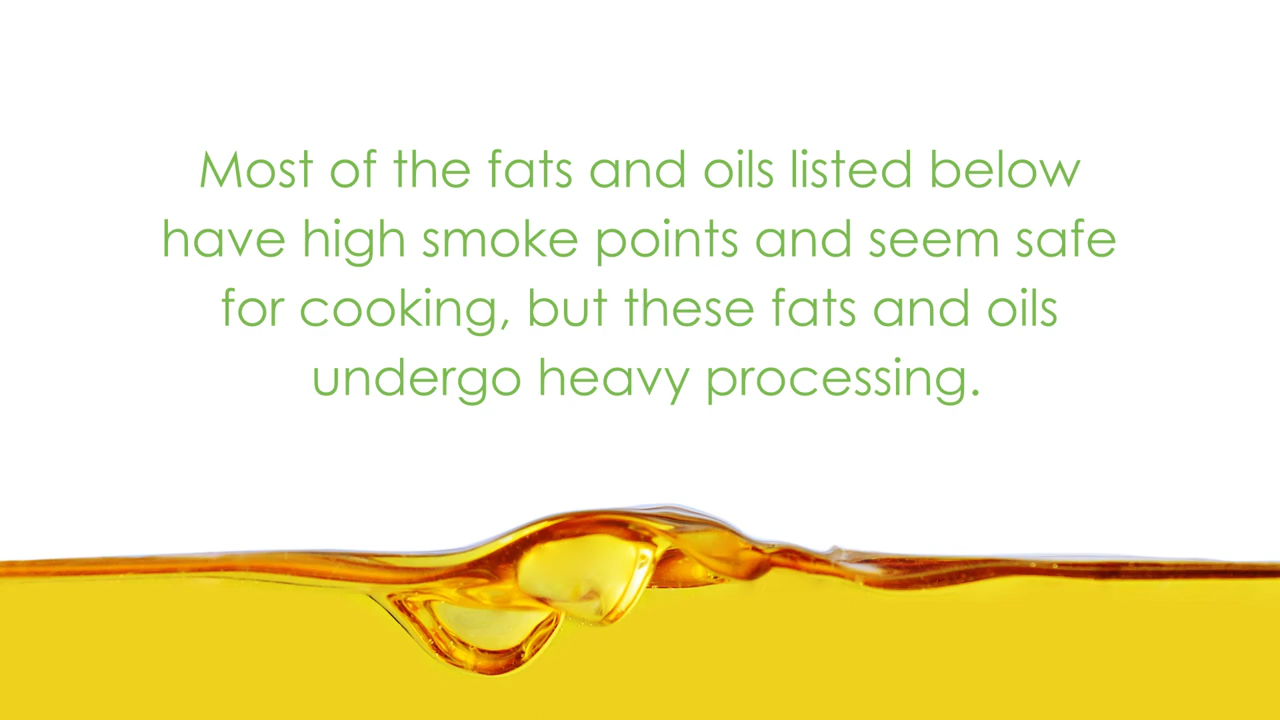 Most of the fats and oils listed below
have high smoke points and seem safe
for cooking, but these fats and oils
undergo heavy processing.